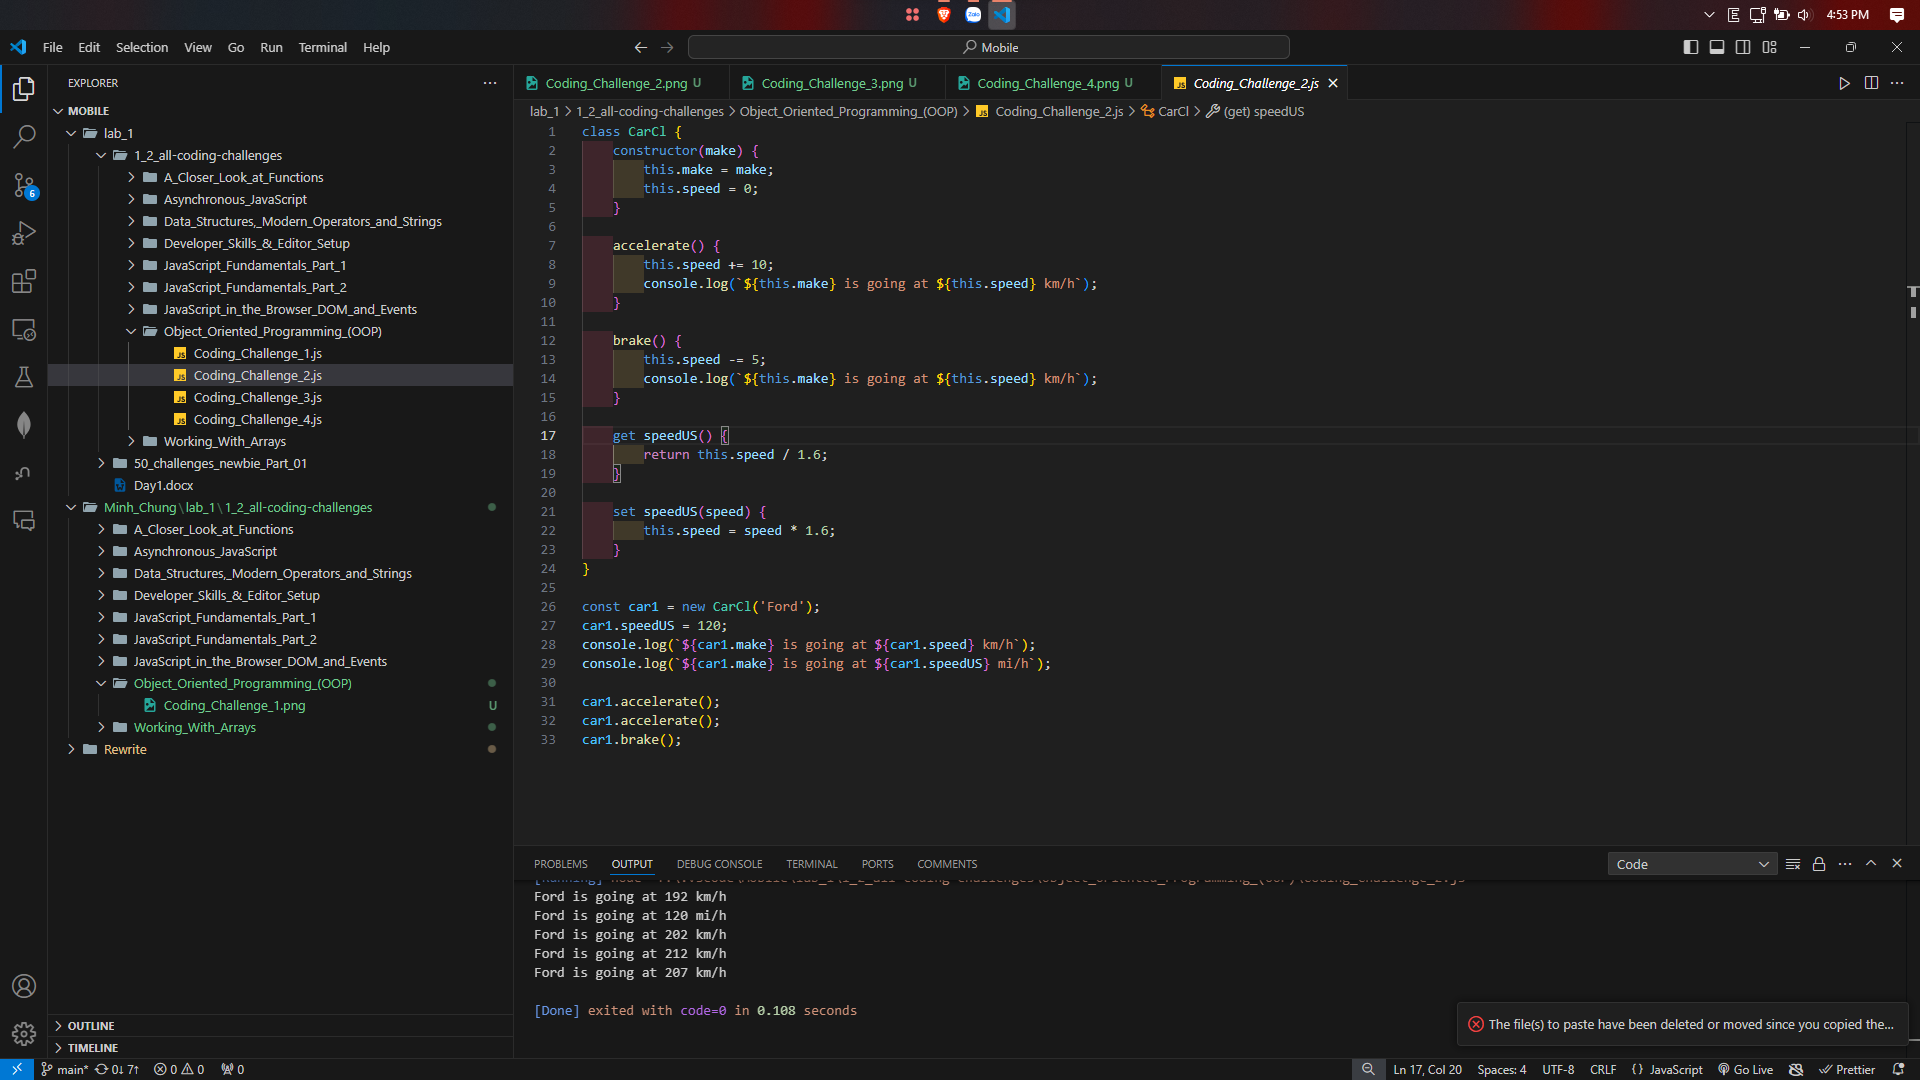 4:53 PM
File Edit Selection View Go Run Terminal Help
Mobile
EXPLORER
MOBILE
lab_1
1_2_all-coding-challenges
A_Closer_Look_at_Functions
Asynchronous_JavaScript
Data_Structures,_Modern_Operators_and_Strings
Developer_Skills_&_Editor_Setup
JavaScript_Fundamentals_Part_1
JavaScript_Fundamentals_Part_2
JavaScript_in_the_Browser_DOM_and_Events
Object_Oriented_Programming_(OOP)
Coding_Challenge_1.js
Coding_Challenge_2.js
Coding_Challenge_3.js
Coding_Challenge_4.js
Working_With_Arrays
50_challenges_newbie_Part_01
Day1.docx
Minh_Chung\lab_1\1_2_all-coding-challenges
A_Closer_Look_at_Functions
Asynchronous_JavaScript
Data_Structures,_Modern_Operators_and_Strings
Developer_Skills_&_Editor_Setup
JavaScript_Fundamentals_Part_1
JavaScript_Fundamentals_Part_2
JavaScript_in_the_Browser_DOM_and_Events
Object_Oriented_Programming_(OOP)
Coding_Challenge_1.png U
Working_With_Arrays
Rewrite
OUTLINE
TIMELINE
Coding_Challenge_2.png U Coding_Challenge_3.png U Coding_Challenge_4.png U Coding_Challenge_2.js
lab_1 > 1_2_all-coding-challenges > Object_Oriented_Programming_(OOP) > Coding_Challenge_2.js > CarCl > (get) speedUS
1 class CarCl {
2 constructor(make) {
3 this.make = make;
4 this.speed = 0;
5 }
6
7 accelerate() {
8 this.speed += 10;
9 console.log(`${this.make} is going at ${this.speed} km/h`);
10 }
11
12 brake() {
13 this.speed -= 5;
14 console.log(`${this.make} is going at ${this.speed} km/h`);
15 }
16
17 get speedUS() {
18 return this.speed / 1.6;
19 }
20
21 set speedUS(speed) {
22 this.speed = speed * 1.6;
23 }
24 }
25
26 const car1 = new CarCl('Ford');
27 car1.speedUS = 120;
28 console.log(`${car1.make} is going at ${car1.speed} km/h`);
29 console.log(`${car1.make} is going at ${car1.speedUS} mi/h`);
30
31 car1.accelerate();
32 car1.accelerate();
33 car1.brake();
PROBLEMS OUTPUT DEBUG CONSOLE TERMINAL PORTS COMMENTS
Code
Ford is going at 192 km/h
Ford is going at 120 mi/h
Ford is going at 202 km/h
Ford is going at 212 km/h
Ford is going at 207 km/h
[Done] exited with code=0 in 0.108 seconds
The file(s) to paste have been deleted or moved since you copied the...
main* 0↓ 7↑ 0 0 0
Ln 17, Col 20 Spaces: 4 UTF-8 CRLF {} JavaScript Go Live Prettier